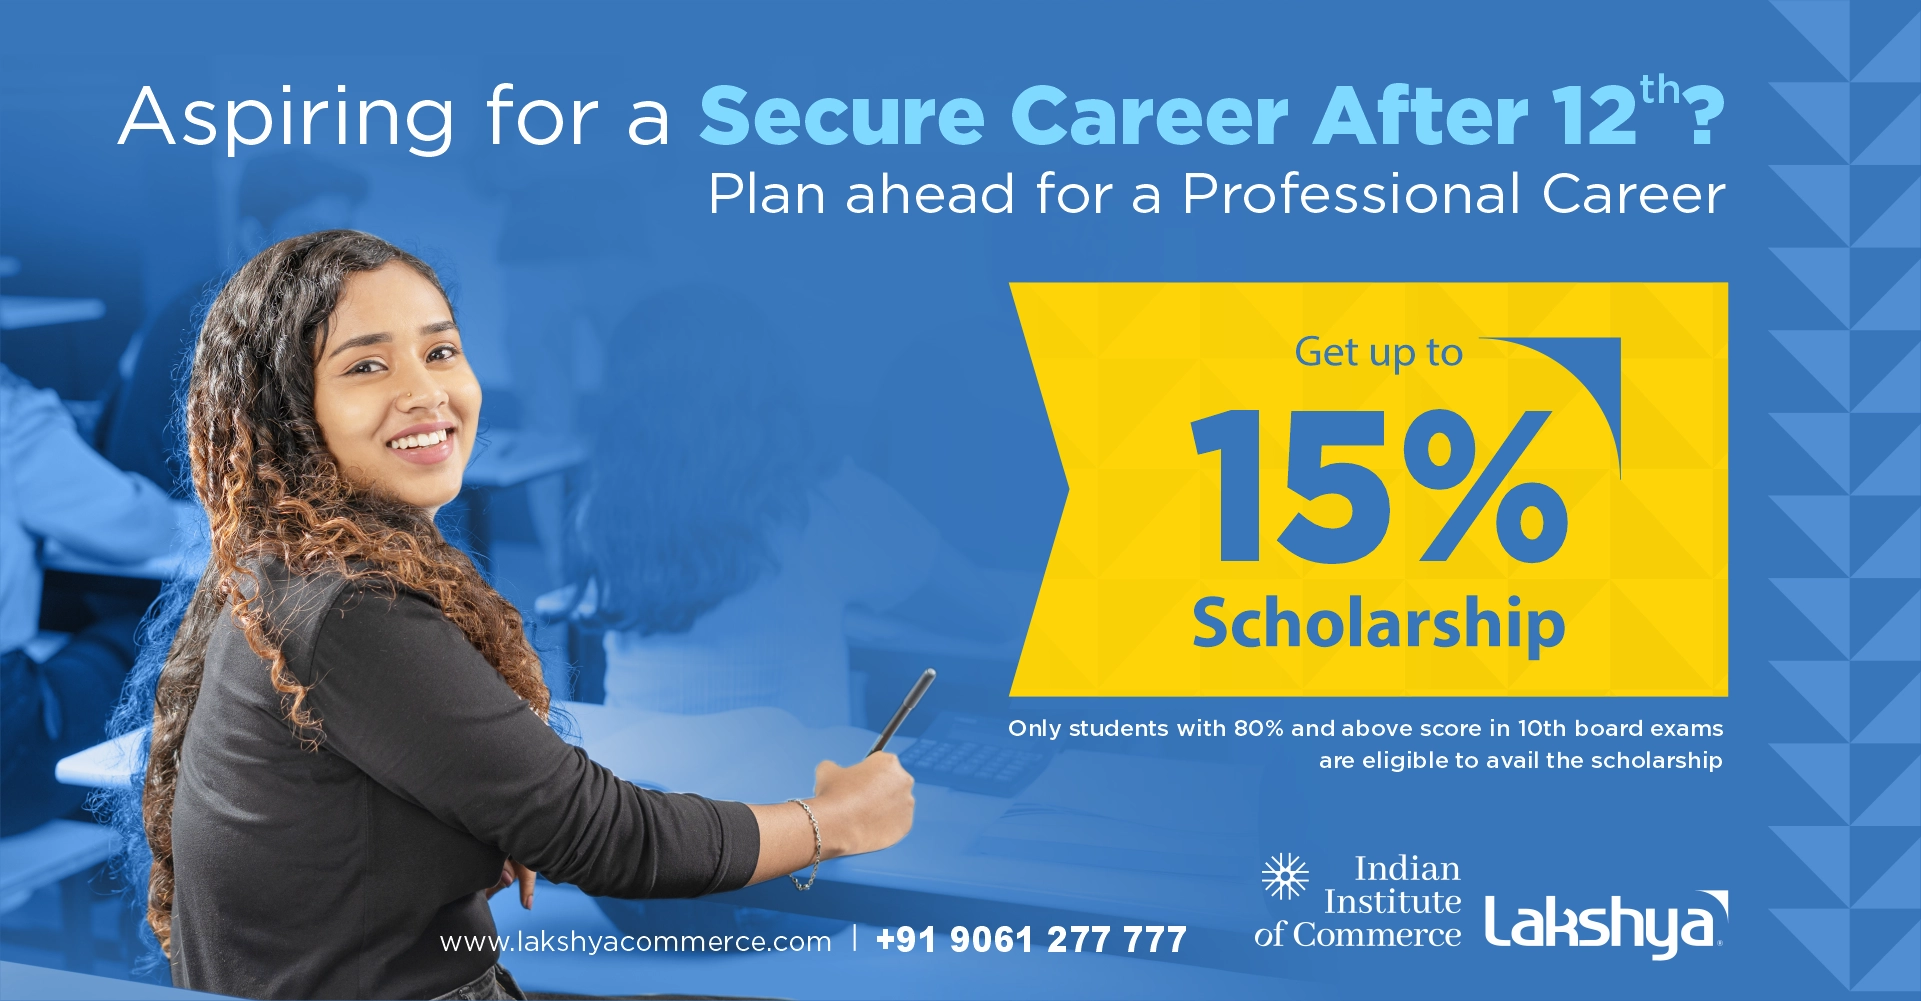 Aspiring for a Secure Career After 12th?
Plan ahead for a Professional Career
Get up to
15%
Scholarship
Only students with 80% and above score in 10th board exams
are eligible to avail the scholarship
Indian
Institute
of Commerce
Lakshya
www.lakshyacommerce.com | +91 9061 277 777